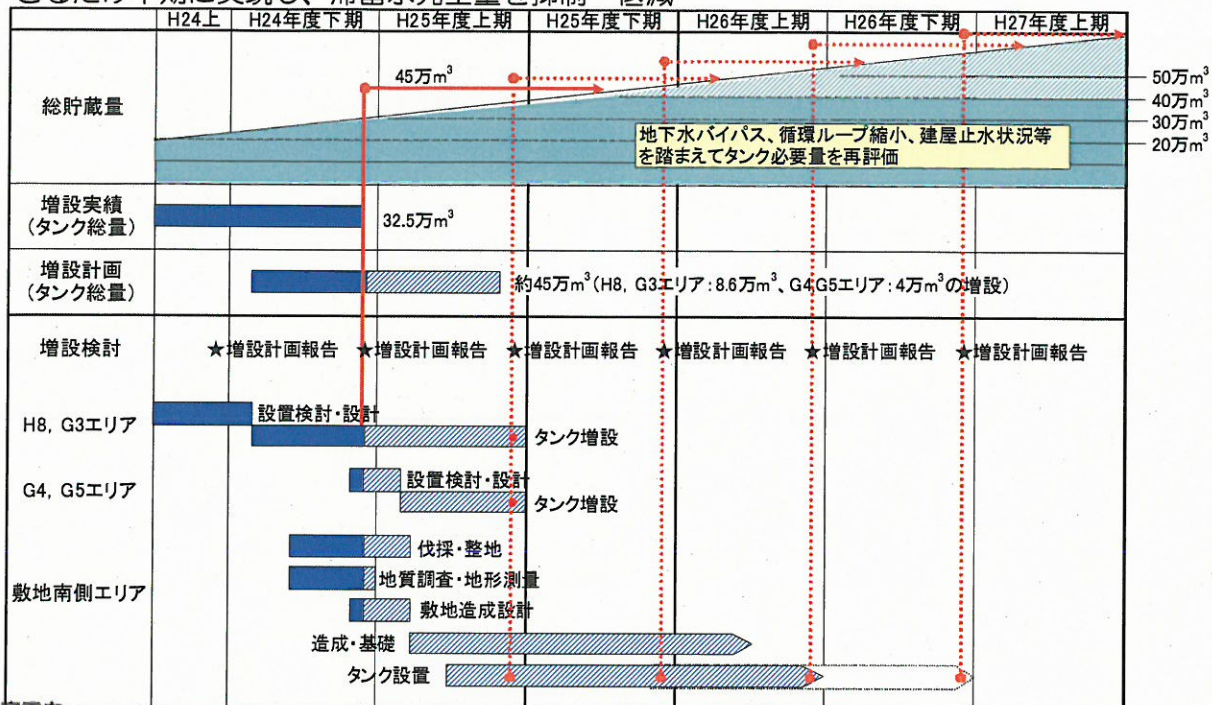 H24上 H24年度下期 H25年度上期 H25年度下期 H26年度上期 H26年度下期 H27年度上期
総貯蔵量
45万m³
50万m³
40万m³
30万m³
20万m³
地下水バイパス、循環ループ縮小、建屋止水状況等
を踏まえてタンク必要量を再評価
増設実績
(タンク総量)
32.5万m³
増設計画
(タンク総量)
約45万m³(H8, G3エリア:8.6万m³、G4,G5エリア:4万m³の増設)
増設検討
★増設計画報告 ★増設計画報告 ★増設計画報告 ★増設計画報告 ★増設計画報告 ★増設計画報告
H8, G3エリア
設置検討・設計
タンク増設
G4, G5エリア
設置検討・設計
タンク増設
敷地南側エリア
伐採・整地
地質調査・地形測量
敷地造成設計
造成・基礎
タンク設置